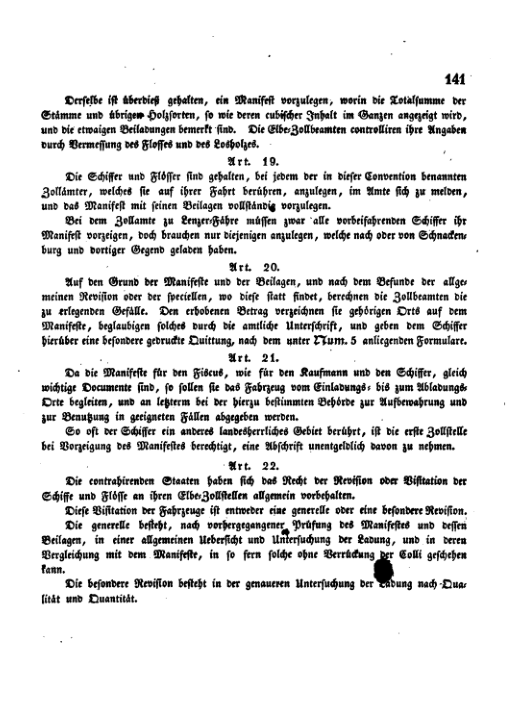 141
Derselbe ist überdieß gehalten, ein Manifest vorzulegen, worin die Totalsumme der
Stämme und übrigen Holzsorten, so wie deren cubischer Inhalt im Ganzen angezeigt wird,
und die etwaigen Beiladungen bemerkt sind. Die Elbe-Zollbeamten controlliren ihre Angaben
durch Vermessung des Flosses und des Losholzes.
Art. 19.
Die Schiffer und Flösser sind gehalten, bei jedem der in dieser Convention benannten
Zollämter, welches sie auf ihrer Fahrt berühren, anzulegen, im Amte sich zu melden,
und das Manifest mit seinen Beilagen vollständig vorzulegen.
Bei dem Zollamte zu Lenzer-Fähre müssen zwar alle vorbeifahrenden Schiffer ihr
Manifest vorzeigen, doch brauchen nur diejenigen anzulegen, welche nach oder von Schnacken-
burg und dortiger Gegend geladen haben.
Art. 20.
Auf den Grund der Manifeste und der Beilagen, und nach dem Befunde der allge-
meinen Revision oder der speciellen, wo diese statt findet, berechnen die Zollbeamten die
zu erlegenden Gefälle. Den erhobenen Betrag verzeichnen sie gehörigen Orts auf dem
Manifeste, beglaubigen solches durch die amtliche Unterschrift, und geben dem Schiffer
hierüber eine besondere gedruckte Quittung, nach dem unter Num. 5 anliegenden Formulare.
Art. 21.
Da die Manifeste für den Fiscus, wie für den Kaufmann und den Schiffer, gleich
wichtige Documente sind, so sollen sie das Fahrzeug vom Einladungs- bis zum Abladungs-
Orte begleiten, und an letzterm bei der hierzu bestimmten Behörde zur Aufbewahrung und
zur Benutzung in geeigneten Fällen abgegeben werden.
So oft der Schiffer ein anderes landesherrliches Gebiet berührt, ist die erste Zollstelle
bei Vorzeigung des Manifestes berechtigt, eine Abschrift unentgeldlich davon zu nehmen.
Art. 22.
Die contrahirenden Staaten haben sich das Recht der Revision oder Visitation der
Schiffe und Flösse an ihren Elbe-Zollstellen allgemein vorbehalten.
Diese Visitation der Fahrzeuge ist entweder eine generelle oder eine besondere Revision.
Die generelle besteht, nach vorhergegangener Prüfung des Manifestes und dessen
Beilagen, in einer allgemeinen Uebersicht und Untersuchung der Ladung, und in deren
Vergleichung mit dem Manifeste, in so fern solche ohne Verrückung der Colli geschehen
kann.
Die besondere Revision besteht in der genaueren Untersuchung der Ladung nach Qua-
lität und Quantität.